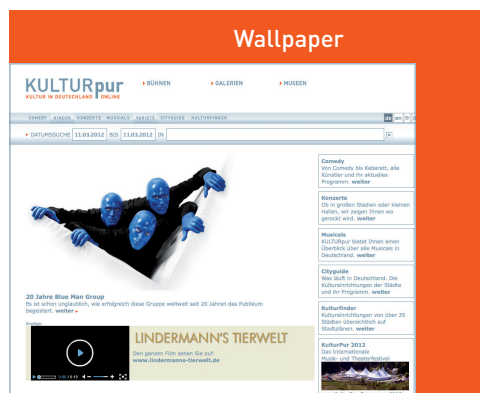 Wallpaper
KULTURpur
KULTUR IN DEUTSCHLAND ONLINE
BÜHNEN
GALERIEN
MUSEEN
COMEDY KINDER KONZERTE MUSICALS VARIETÉ CITYGUIDE KULTURFINDER
de en fr
DATUMSSUCHE 11.03.2012 BIS 11.03.2012 IN
Comedy
Von Comedy bis Kabarett, alle
Künstler und ihr aktuelles
Programm. weiter
Konzerte
Ob in großen Stadien oder kleinen
Hallen, wir zeigen Ihnen wo
gerockt wird. weiter
Musicals
KULTURpur bietet Ihnen einen
Überblick über alle Musicals in
Deutschland. weiter
Cityguide
Was läuft in Deutschland. Die
Kultureinrichtungen der Städte
und ihr Programm. weiter
Kulturfinder
Kultureinrichtungen von über 35
Städten übersichtlich auf
Stadtplänen. weiter
KulturPur 2012
Das Internationale
Musik- und Theaterfestival
20 Jahre Blue Man Group
Es ist schon unglaublich, wie erfolgreich diese Gruppe weltweit seit 20 Jahren das Publikum
begeistert. weiter
Anzeige:
LINDERMANN'S TIERWELT
Den ganzen Film sehen Sie auf:
www.lindermanns-tierwelt.de